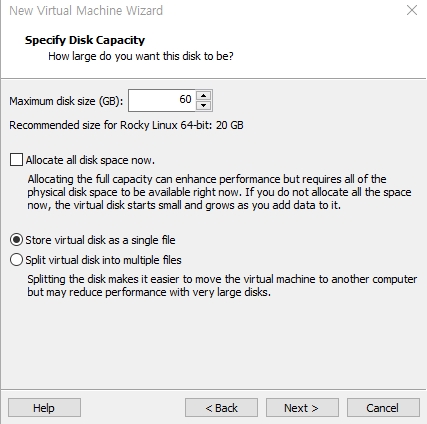 New Virtual Machine Wizard
Specify Disk Capacity
How large do you want this disk to be?
Maximum disk size (GB): 60
Recommended size for Rocky Linux 64-bit: 20 GB
Allocate all disk space now.
Allocating the full capacity can enhance performance but requires all of the
physical disk space to be available right now. If you do not allocate all the space
now, the virtual disk starts small and grows as you add data to it.
Store virtual disk as a single file
Split virtual disk into multiple files
Splitting the disk makes it easier to move the virtual machine to another computer
but may reduce performance with very large disks.
Help < Back Next > Cancel